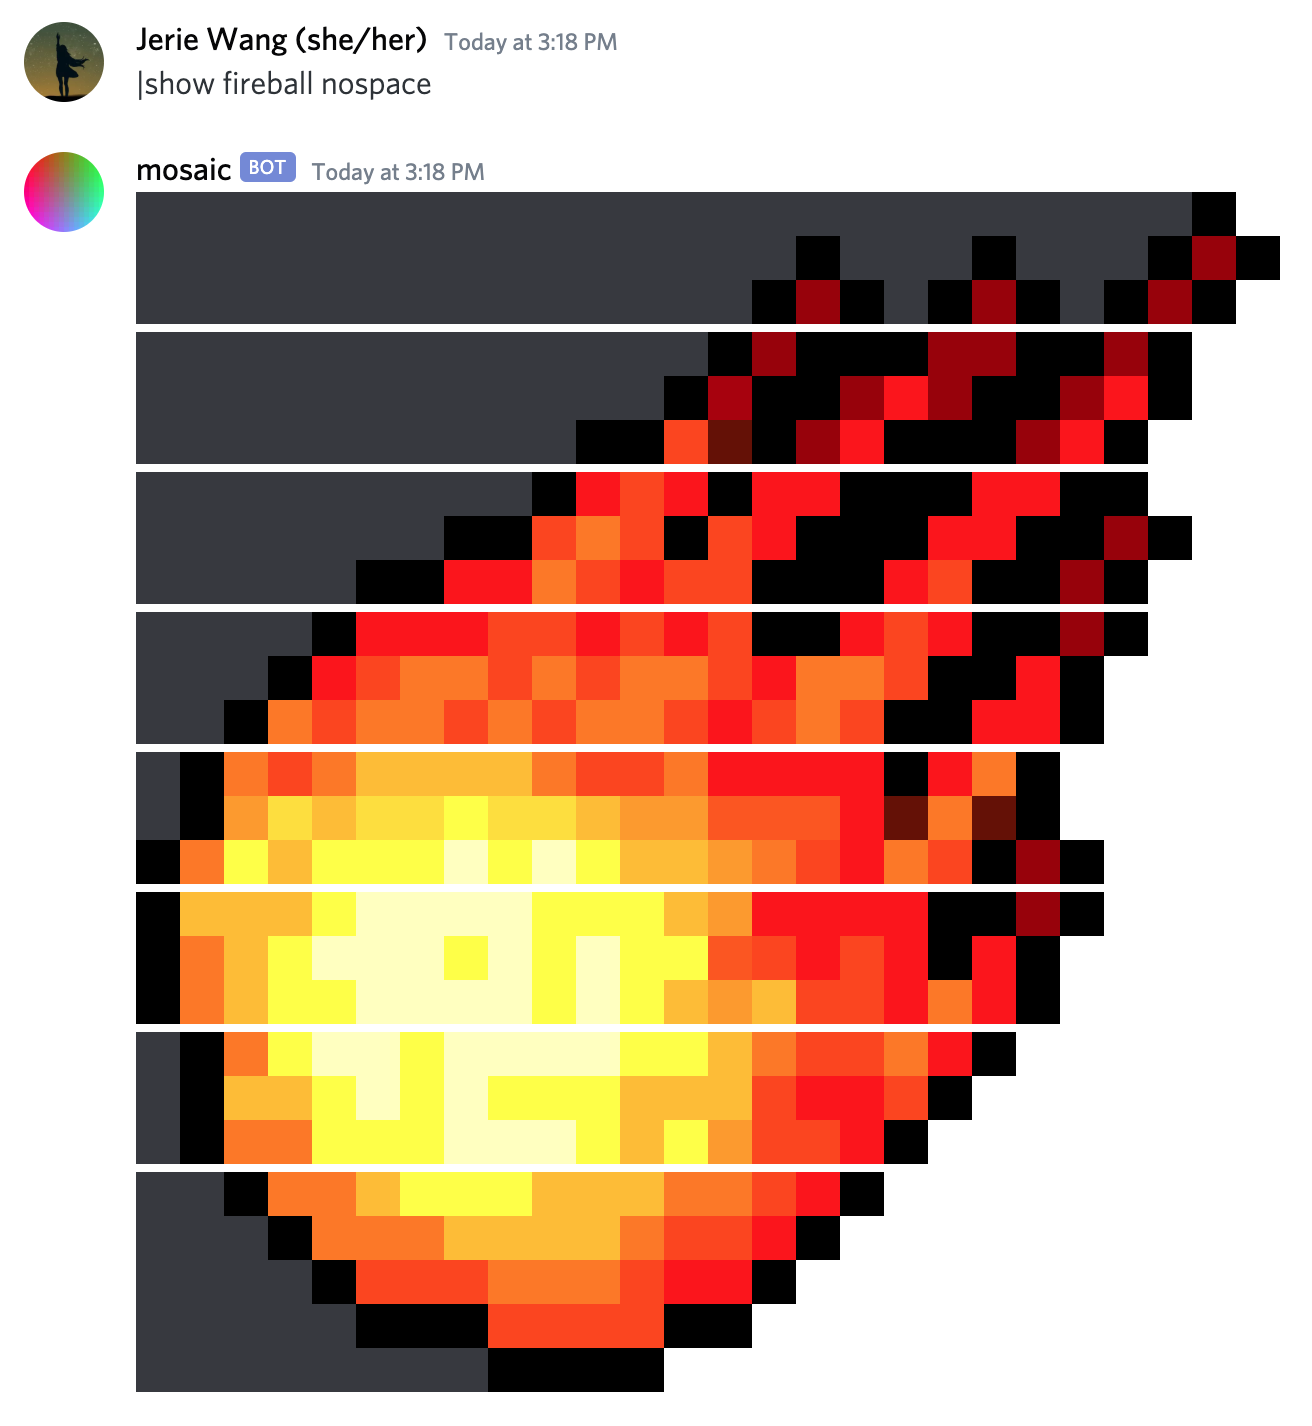 Jerie Wang (she/her) Today at 3:18 PM
|show fireball nospace
mosaic BOT Today at 3:18 PM